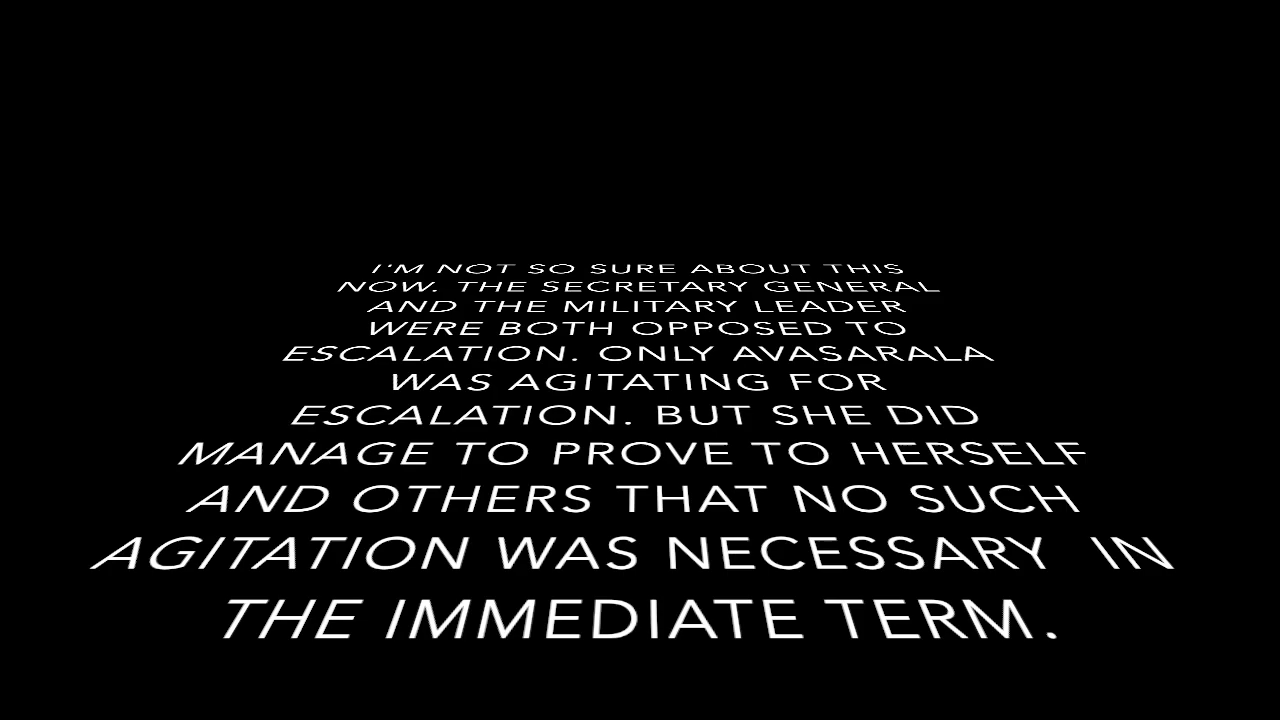 I'M NOT SO SURE ABOUT THIS
NOW. THE SECRETARY GENERAL
AND THE MILITARY LEADER
WERE BOTH OPPOSED TO
ESCALATION. ONLY AVASARALA
WAS AGITATING FOR
ESCALATION. BUT SHE DID
MANAGE TO PROVE TO HERSELF
AND OTHERS THAT NO SUCH
AGITATION WAS NECESSARY  IN
THE IMMEDIATE TERM.